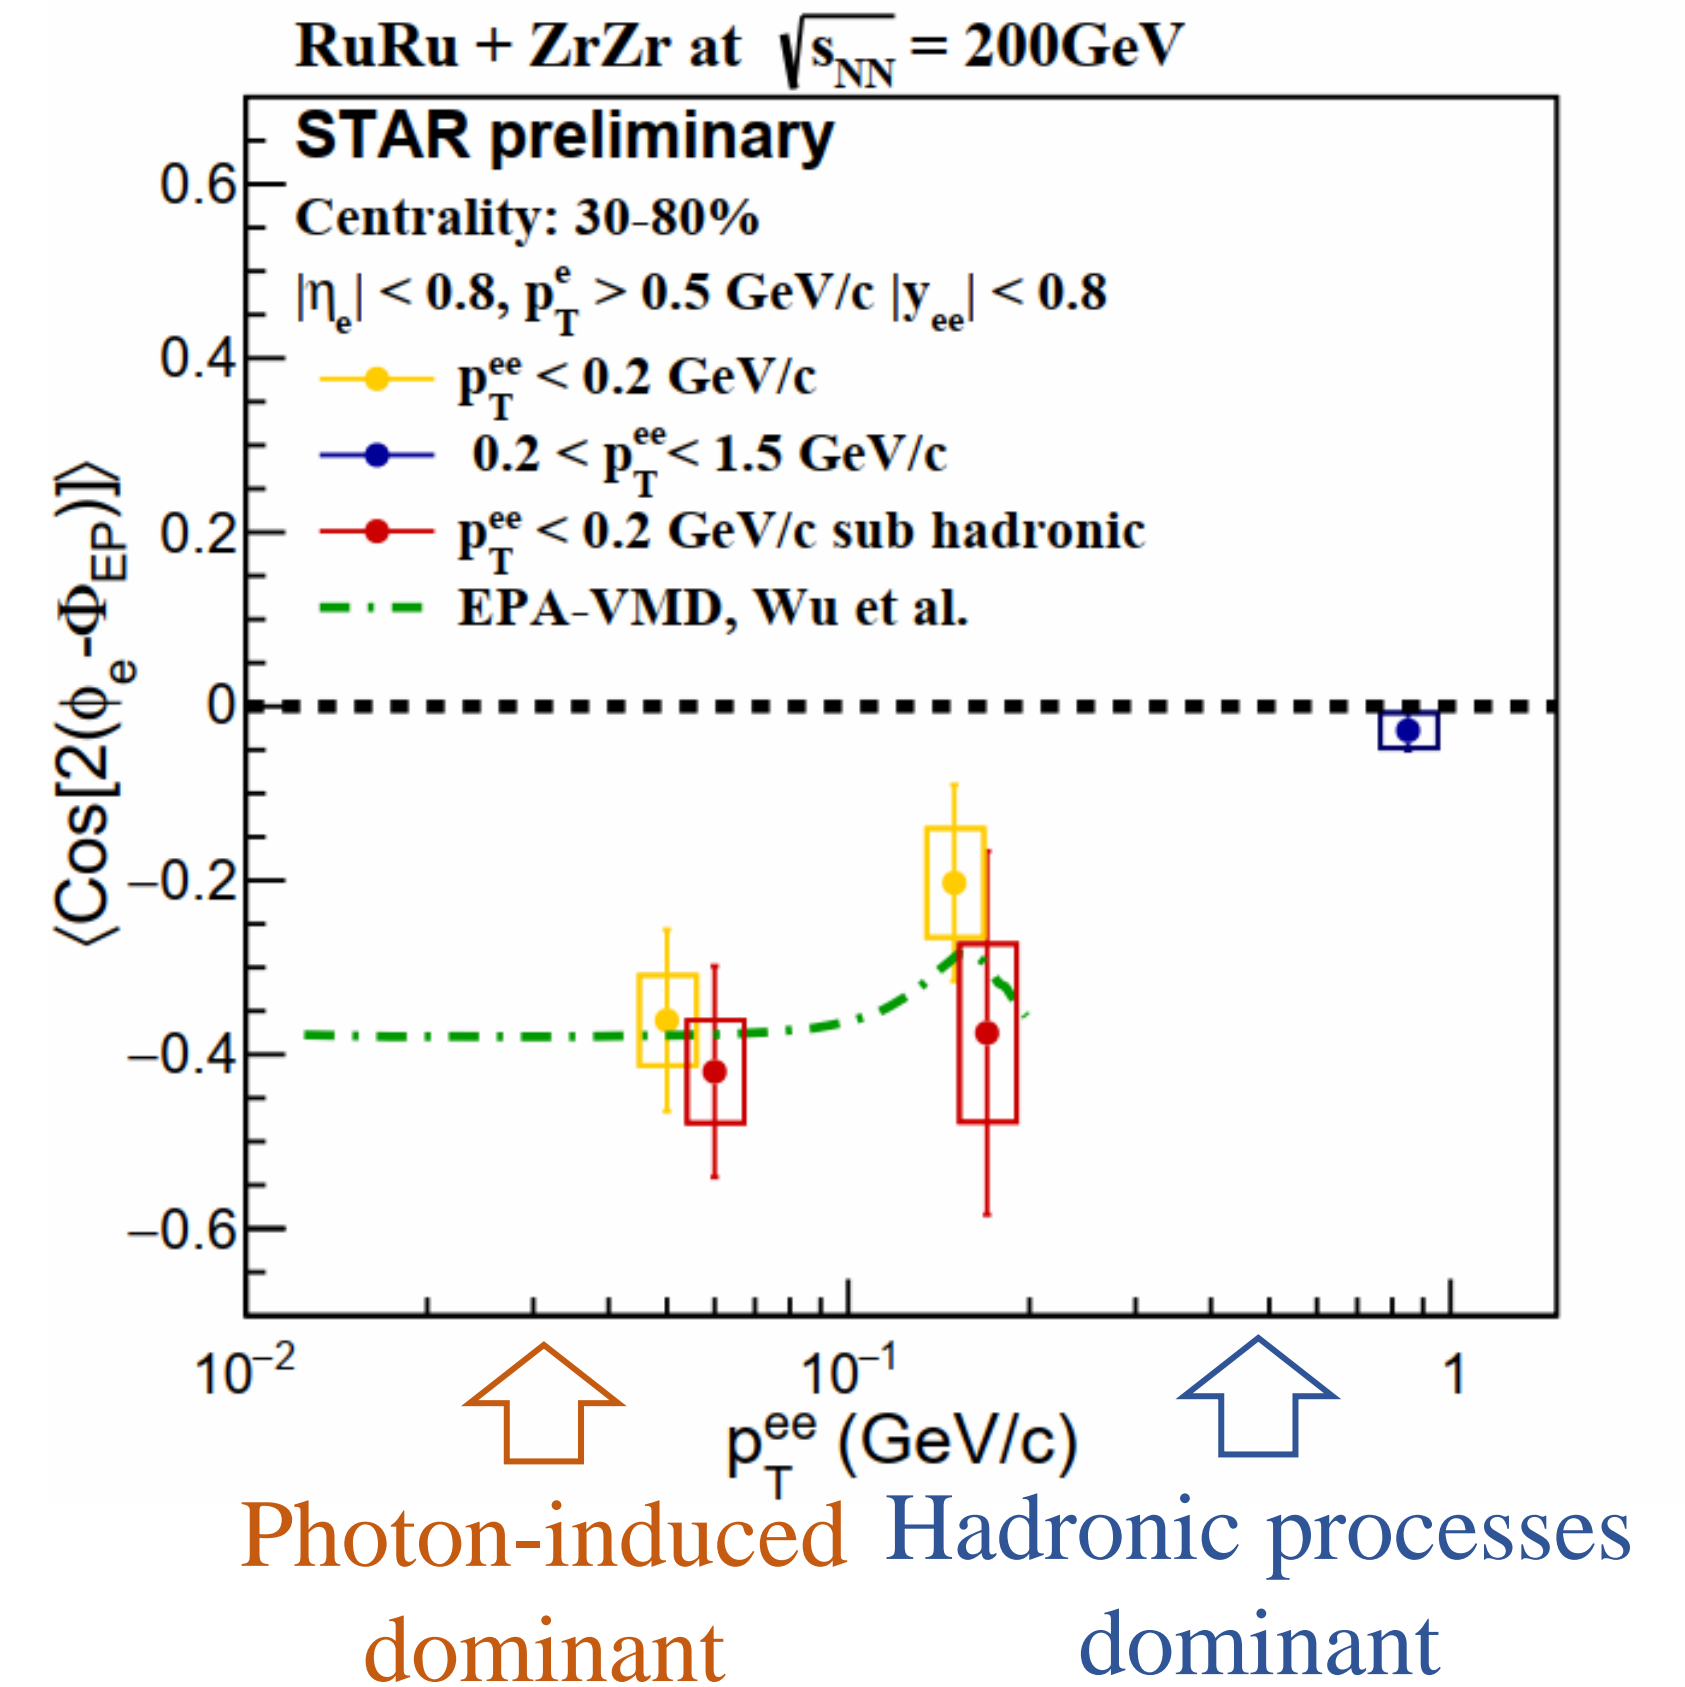 RuRu + ZrZr at √s_NN = 200GeV
STAR preliminary
Centrality: 30-80%
|η_e| < 0.8, p_T^e > 0.5 GeV/c |y_ee| < 0.8
p_T^ee < 0.2 GeV/c
0.2 < p_T^ee < 1.5 GeV/c
p_T^ee < 0.2 GeV/c sub hadronic
EPA-VMD, Wu et al.
⟨Cos[2(ϕ_e-Φ_EP)]⟩
0.6
0.4
0.2
0
−0.2
−0.4
−0.6
10^−2 10^−1 1
p_T^ee (GeV/c)
Photon-induced
dominant
Hadronic processes
dominant